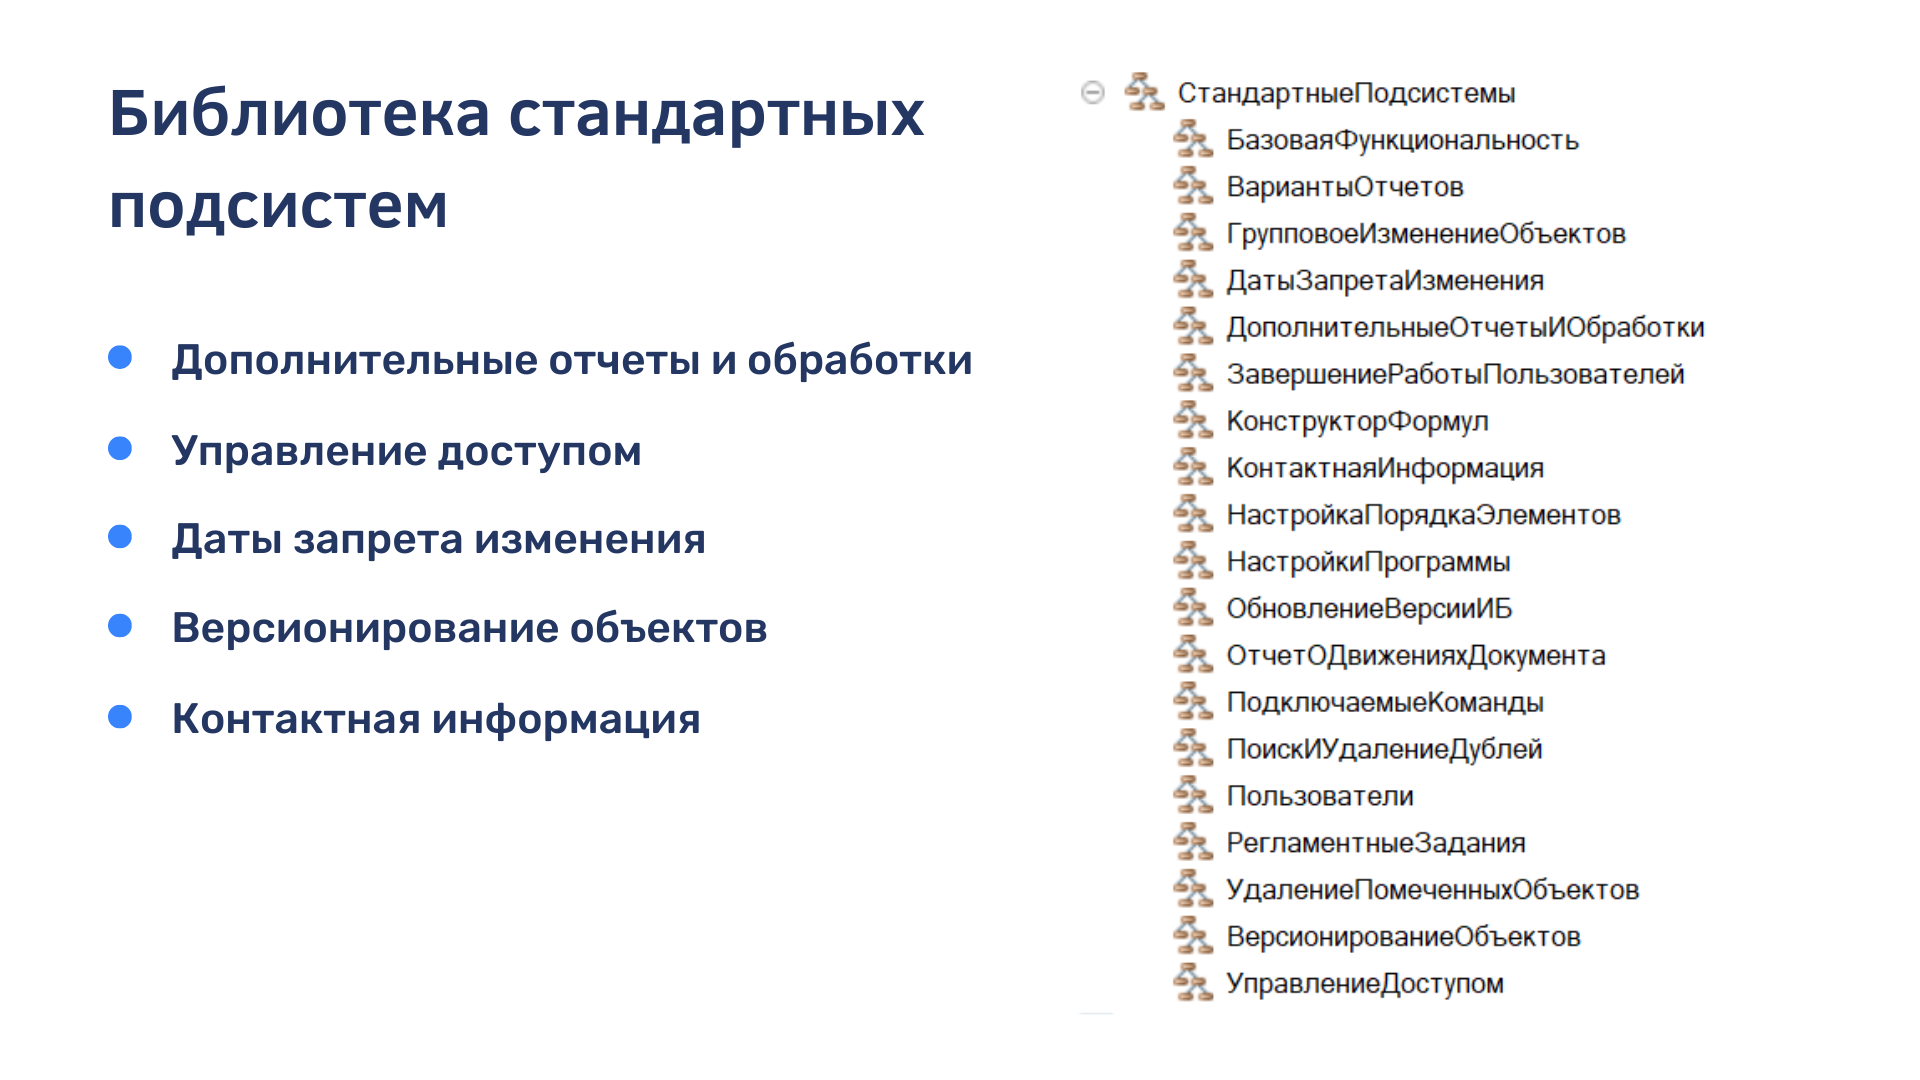 Библиотека стандартных
подсистем
Дополнительные отчеты и обработки
Управление доступом
Даты запрета изменения
Версионирование объектов
Контактная информация
СтандартныеПодсистемы
БазоваяФункциональность
ВариантыОтчетов
ГрупповоеИзменениеОбъектов
ДатыЗапретаИзменения
ДополнительныеОтчетыИОбработки
ЗавершениеРаботыПользователей
КонструкторФормул
КонтактнаяИнформация
НастройкаПорядкаЭлементов
НастройкиПрограммы
ОбновлениеВерсииИБ
ОтчетОДвиженияхДокумента
ПодключаемыеКоманды
ПоискИУдалениеДублей
Пользователи
РегламентныеЗадания
УдалениеПомеченныхОбъектов
ВерсионированиеОбъектов
УправлениеДоступом